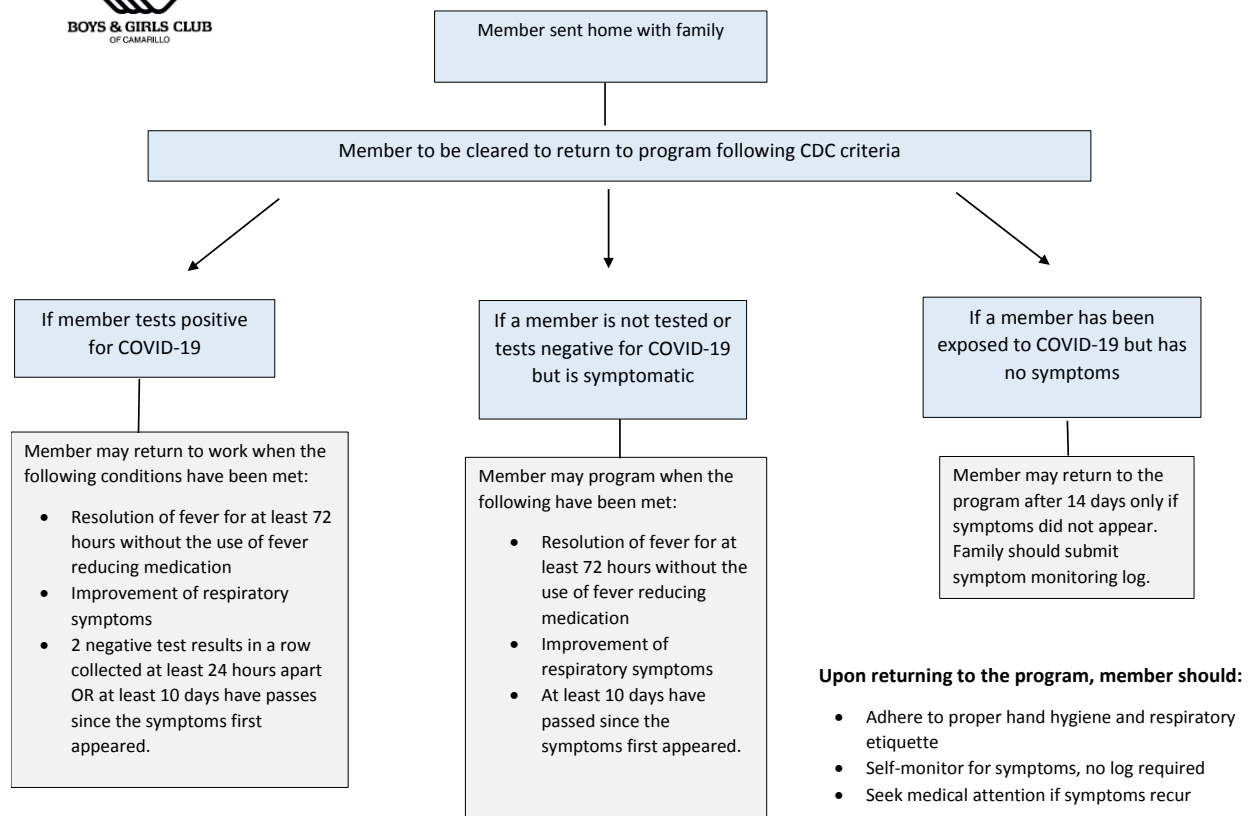 BOYS & GIRLS CLUB
OF CAMARILLO
Member sent home with family
Member to be cleared to return to program following CDC criteria
If member tests positive
for COVID-19
Member may return to work when the
following conditions have been met:
• Resolution of fever for at least 72
hours without the use of fever
reducing medication
• Improvement of respiratory
symptoms
• 2 negative test results in a row
collected at least 24 hours apart
OR at least 10 days have passes
since the symptoms first
appeared.
If a member is not tested or
tests negative for COVID-19
but is symptomatic
Member may program when the
following have been met:
• Resolution of fever for at
least 72 hours without the
use of fever reducing
medication
• Improvement of
respiratory symptoms
• At least 10 days have
passed since the
symptoms first appeared.
If a member has been
exposed to COVID-19 but has
no symptoms
Member may return to the
program after 14 days only if
symptoms did not appear.
Family should submit
symptom monitoring log.
Upon returning to the program, member should:
• Adhere to proper hand hygiene and respiratory
etiquette
• Self-monitor for symptoms, no log required
• Seek medical attention if symptoms recur